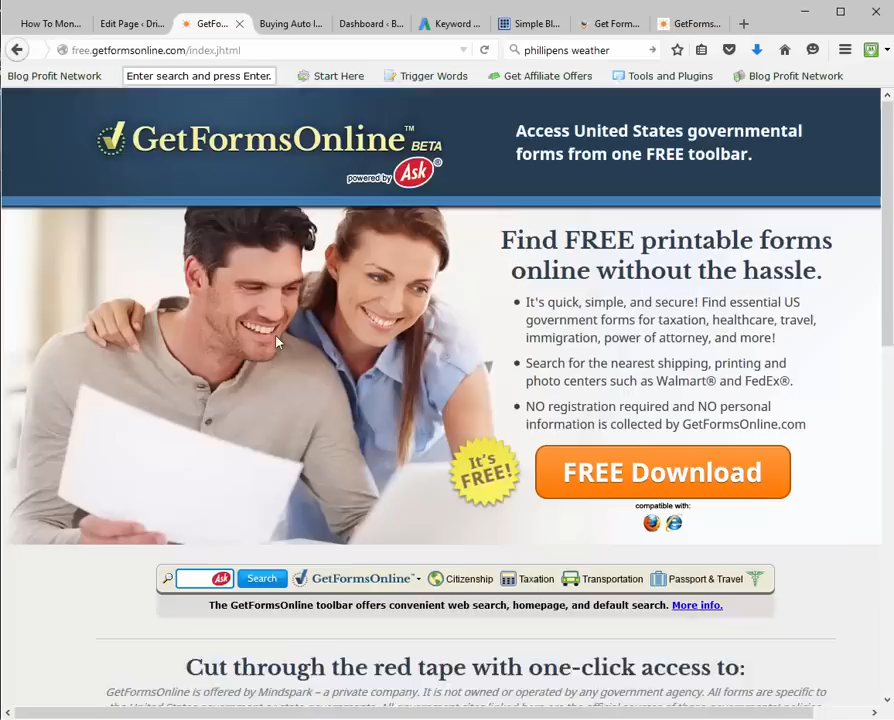 How To Mon...
Edit Page ‹ Dri...
GetFo...
Buying Auto I...
Dashboard ‹ B...
Keyword ...
Simple Bl...
Get Form...
GetForms...
free.getformsonline.com/index.jhtml
phillipens weather
Blog Profit Network
Enter search and press Enter.
Start Here
Trigger Words
Get Affiliate Offers
Tools and Plugins
Blog Profit Network
GetFormsOnline™ BETA
powered by Ask®
Access United States governmental
forms from one FREE toolbar.
Find FREE printable forms
online without the hassle.
• It's quick, simple, and secure! Find essential US
government forms for taxation, healthcare, travel,
immigration, power of attorney, and more!
• Search for the nearest shipping, printing and
photo centers such as Walmart® and FedEx®.
• NO registration required and NO personal
information is collected by GetFormsOnline.com
It's
FREE!
FREE Download
compatible with:
Ask
Search
GetFormsOnline™
Citizenship
Taxation
Transportation
Passport & Travel
The GetFormsOnline toolbar offers convenient web search, homepage, and default search. More info.
Cut through the red tape with one-click access to:
GetFormsOnline is offered by Mindspark – a private company. It is not owned or operated by any government agency. All forms are specific to